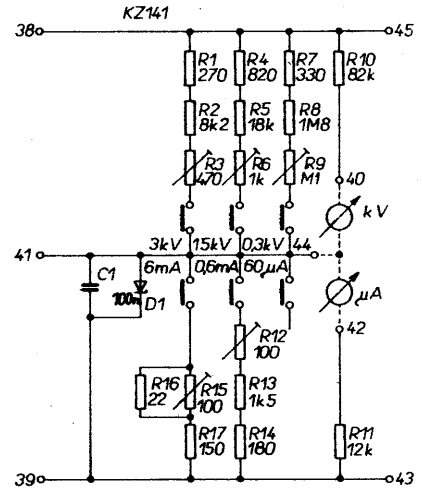 KZ141
38 45
R1 270 R4 820 R7 330 R10 82k
R2 8k2 R5 18k R8 1M8
R3 470 R6 1k R9 M1
40
kV
3kV 15kV 0,3kV 44
41
6mA 0,6mA 60μA
C1 100n D1
μA
42
R12 100
R16 22 R15 100 R13 1k5
R17 150 R14 180 R11 12k
39 43